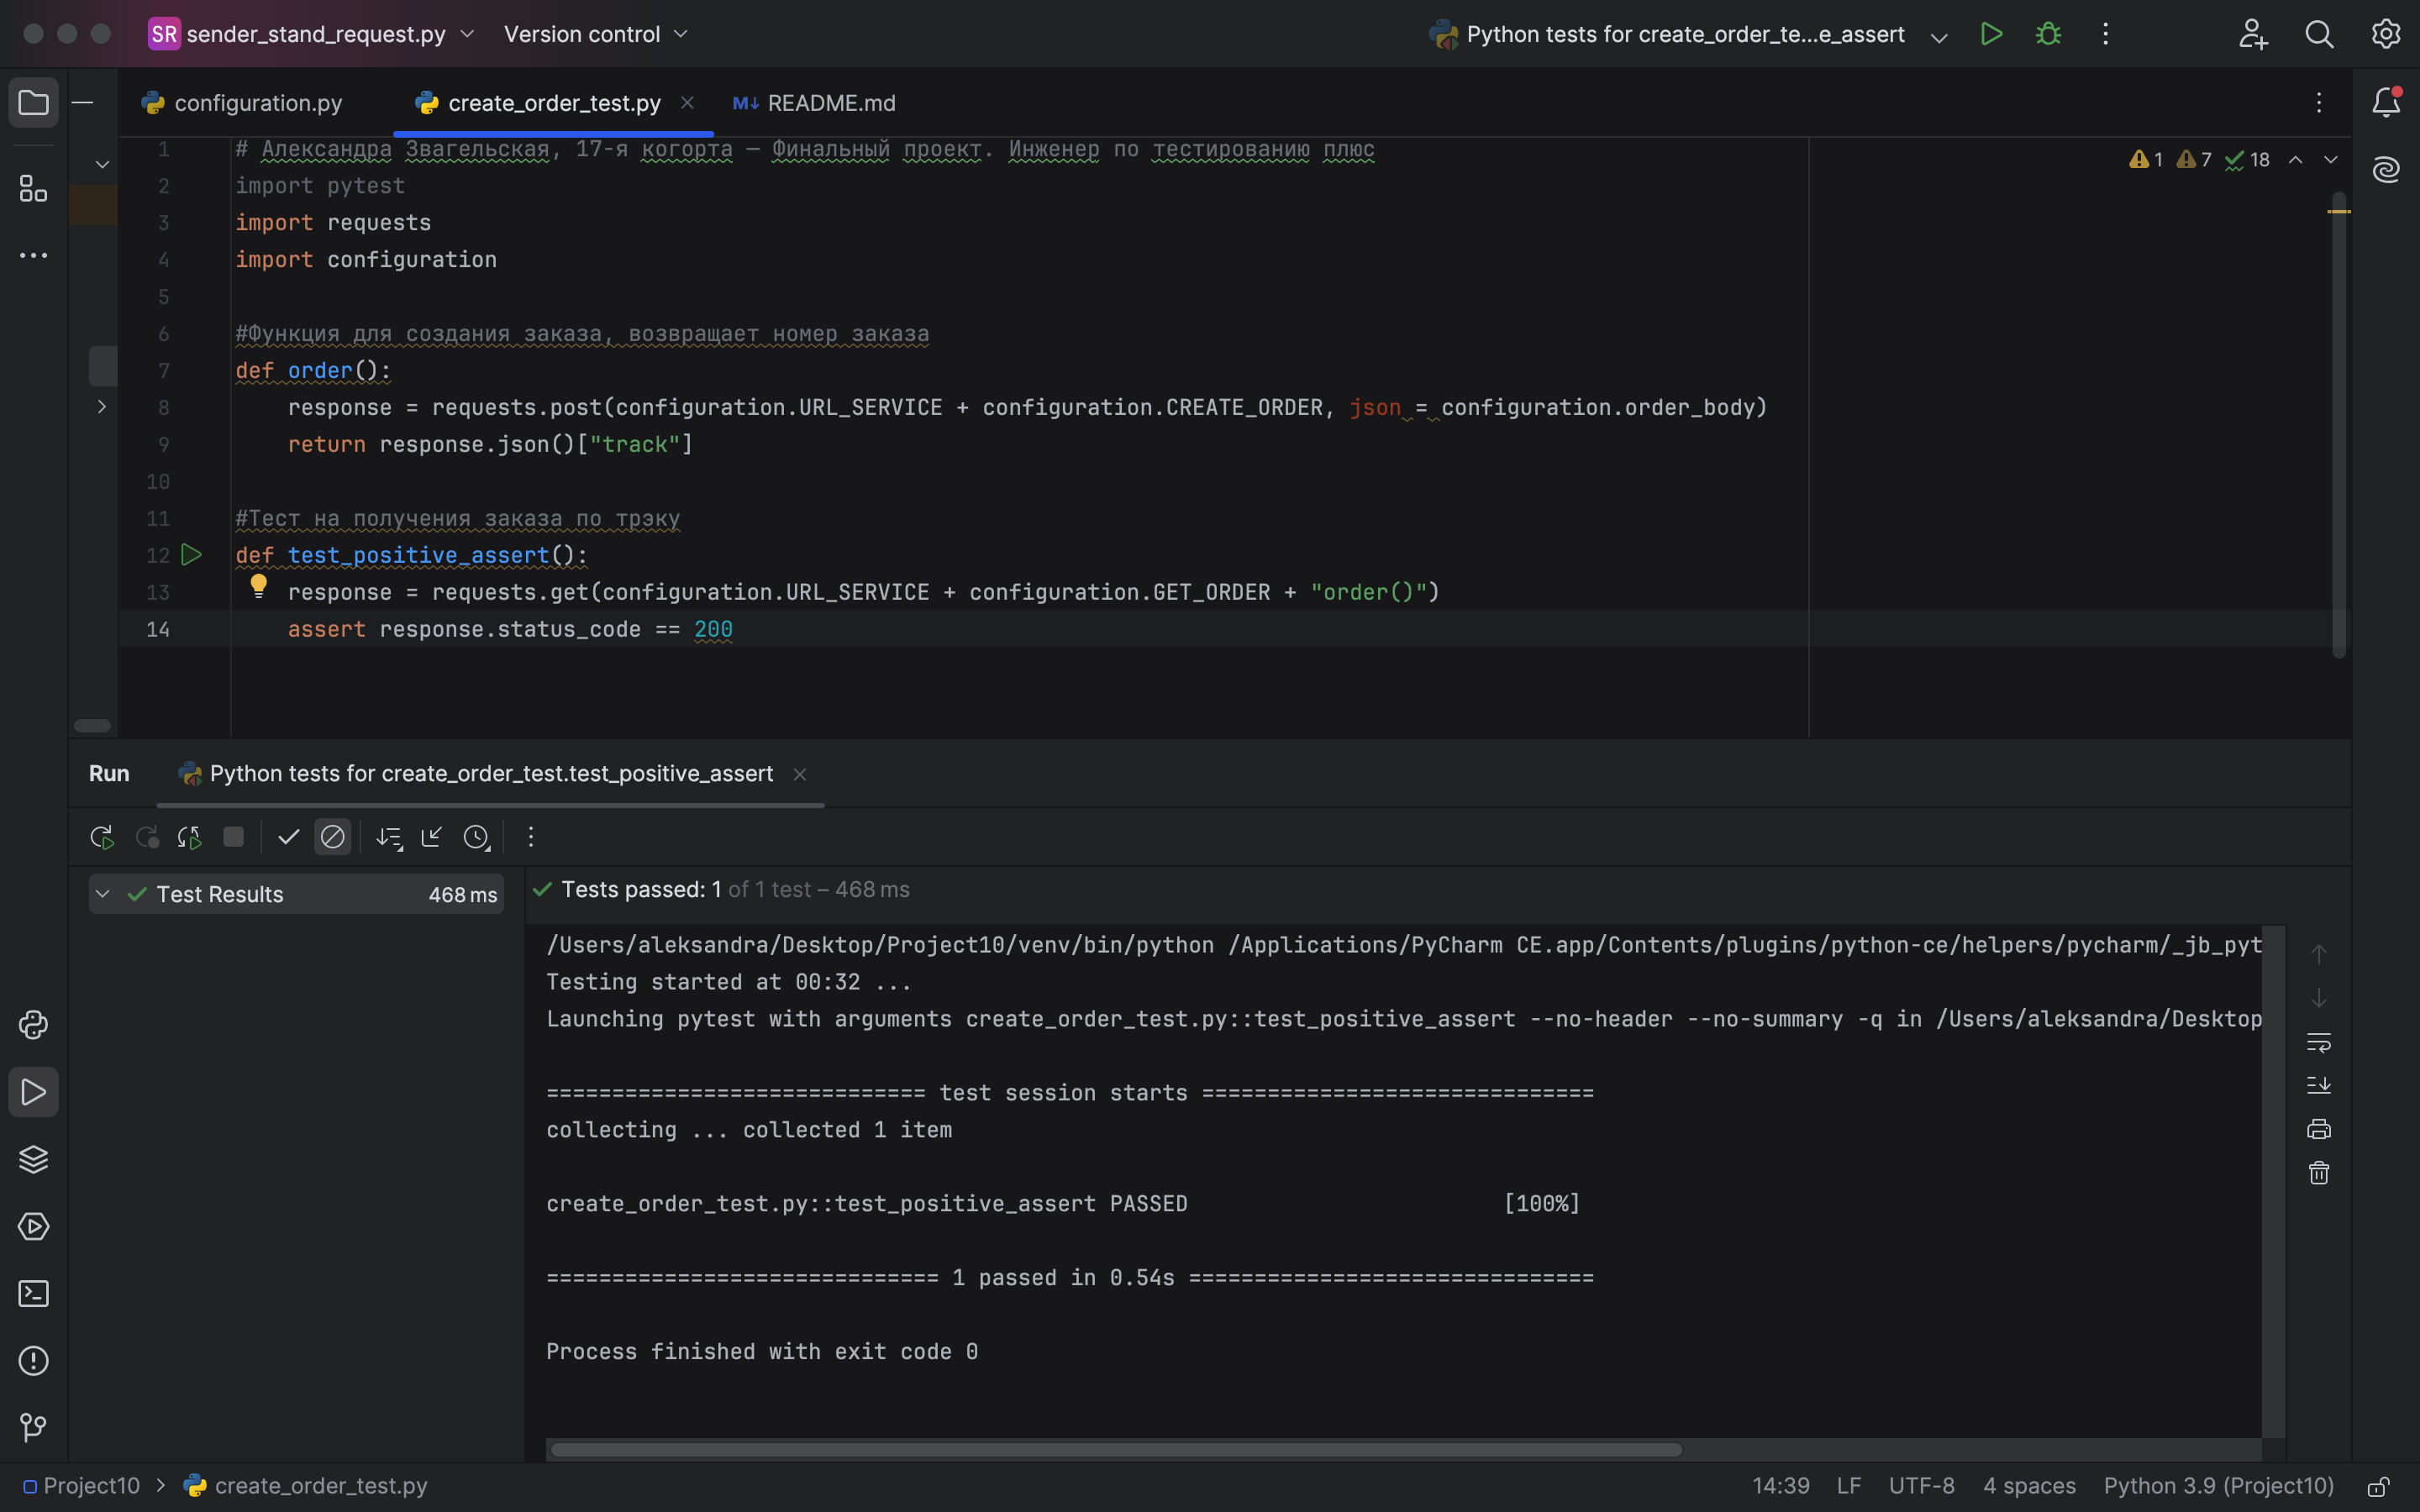 SR sender_stand_request.py Version control Python tests for create_order_te...e_assert
configuration.py create_order_test.py README.md
1 # Александра Звагельская, 17-я когорта — Финальный проект. Инженер по тестированию плюс
1 7 18
2 import pytest
3 import requests
4 import configuration
5
6 #Функция для создания заказа, возвращает номер заказа
7 def order():
8 response = requests.post(configuration.URL_SERVICE + configuration.CREATE_ORDER, json = configuration.order_body)
9 return response.json()["track"]
10
11 #Тест на получения заказа по трэку
12 def test_positive_assert():
13 response = requests.get(configuration.URL_SERVICE + configuration.GET_ORDER + "order()")
14 assert response.status_code == 200
Run Python tests for create_order_test.test_positive_assert
Test Results 468 ms
Tests passed: 1 of 1 test – 468 ms
/Users/aleksandra/Desktop/Project10/venv/bin/python /Applications/PyCharm CE.app/Contents/plugins/python-ce/helpers/pycharm/_jb_pyt
Testing started at 00:32 ...
Launching pytest with arguments create_order_test.py::test_positive_assert --no-header --no-summary -q in /Users/aleksandra/Desktop
============================= test session starts ==============================
collecting ... collected 1 item
create_order_test.py::test_positive_assert PASSED [100%]
============================== 1 passed in 0.54s ===============================
Process finished with exit code 0
Project10 > create_order_test.py 14:39 LF UTF-8 4 spaces Python 3.9 (Project10)